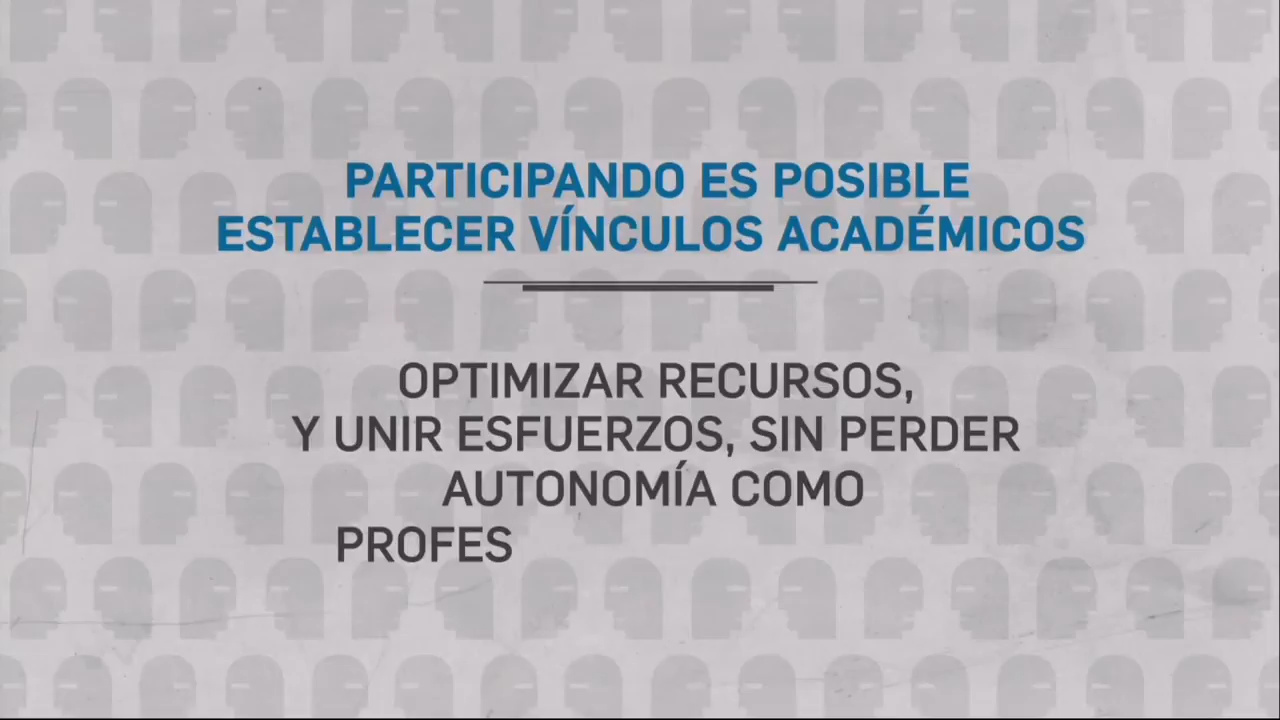 PARTICIPANDO ES POSIBLE
ESTABLECER VÍNCULOS ACADÉMICOS
OPTIMIZAR RECURSOS,
Y UNIR ESFUERZOS, SIN PERDER
AUTONOMÍA COMO
PROFES